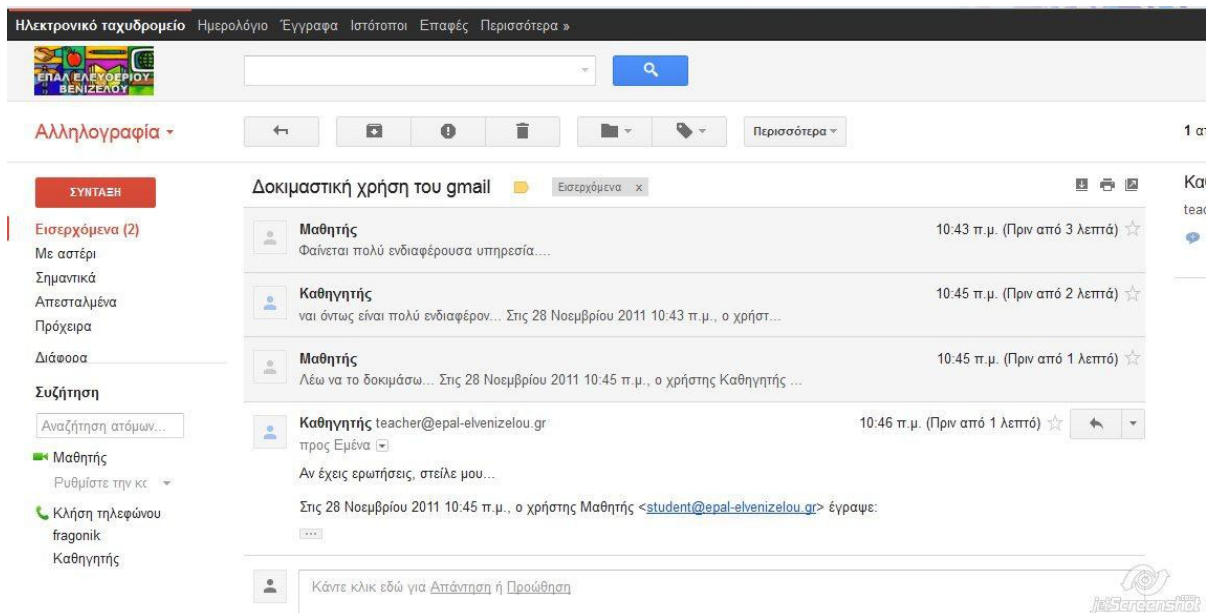 Ηλεκτρονικό ταχυδρομείο Ημερολόγιο Έγγραφα Ιστότοποι Επαφές Περισσότερα »
ΕΠΑΛ ΕΛΕΥΘΕΡΙΟΥ
ΒΕΝΙΖΕΛΟΥ
Αλληλογραφία
Περισσότερα
1
ΣΥΝΤΑΞΗ
Δοκιμαστική χρήση του gmail
Εισερχόμενα x
Εισερχόμενα (2)
Με αστέρι
Σημαντικά
Απεσταλμένα
Πρόχειρα
Διάφορα
Συζήτηση
Αναζήτηση ατόμων...
Μαθητής
Ρυθμίστε την κα
Κλήση τηλεφώνου
fragonik
Καθηγητής
Μαθητής 10:43 π.μ. (Πριν από 3 λεπτά)
Φαίνεται πολύ ενδιαφέρουσα υπηρεσία....
Καθηγητής 10:45 π.μ. (Πριν από 2 λεπτά)
ναι όντως είναι πολύ ενδιαφέρον... Στις 28 Νοεμβρίου 2011 10:43 π.μ., ο χρήστ...
Μαθητής 10:45 π.μ. (Πριν από 1 λεπτό)
Λέω να το δοκιμάσω... Στις 28 Νοεμβρίου 2011 10:45 π.μ., ο χρήστης Καθηγητής ...
Καθηγητής teacher@epal-elvenizelou.gr 10:46 π.μ. (Πριν από 1 λεπτό)
προς Εμένα
Αν έχεις ερωτήσεις, στείλε μου...
Στις 28 Νοεμβρίου 2011 10:45 π.μ., ο χρήστης Μαθητής <student@epal-elvenizelou.gr> έγραψε:
...
Κάντε κλικ εδώ για Απάντηση ή Προώθηση
jetScreenshot